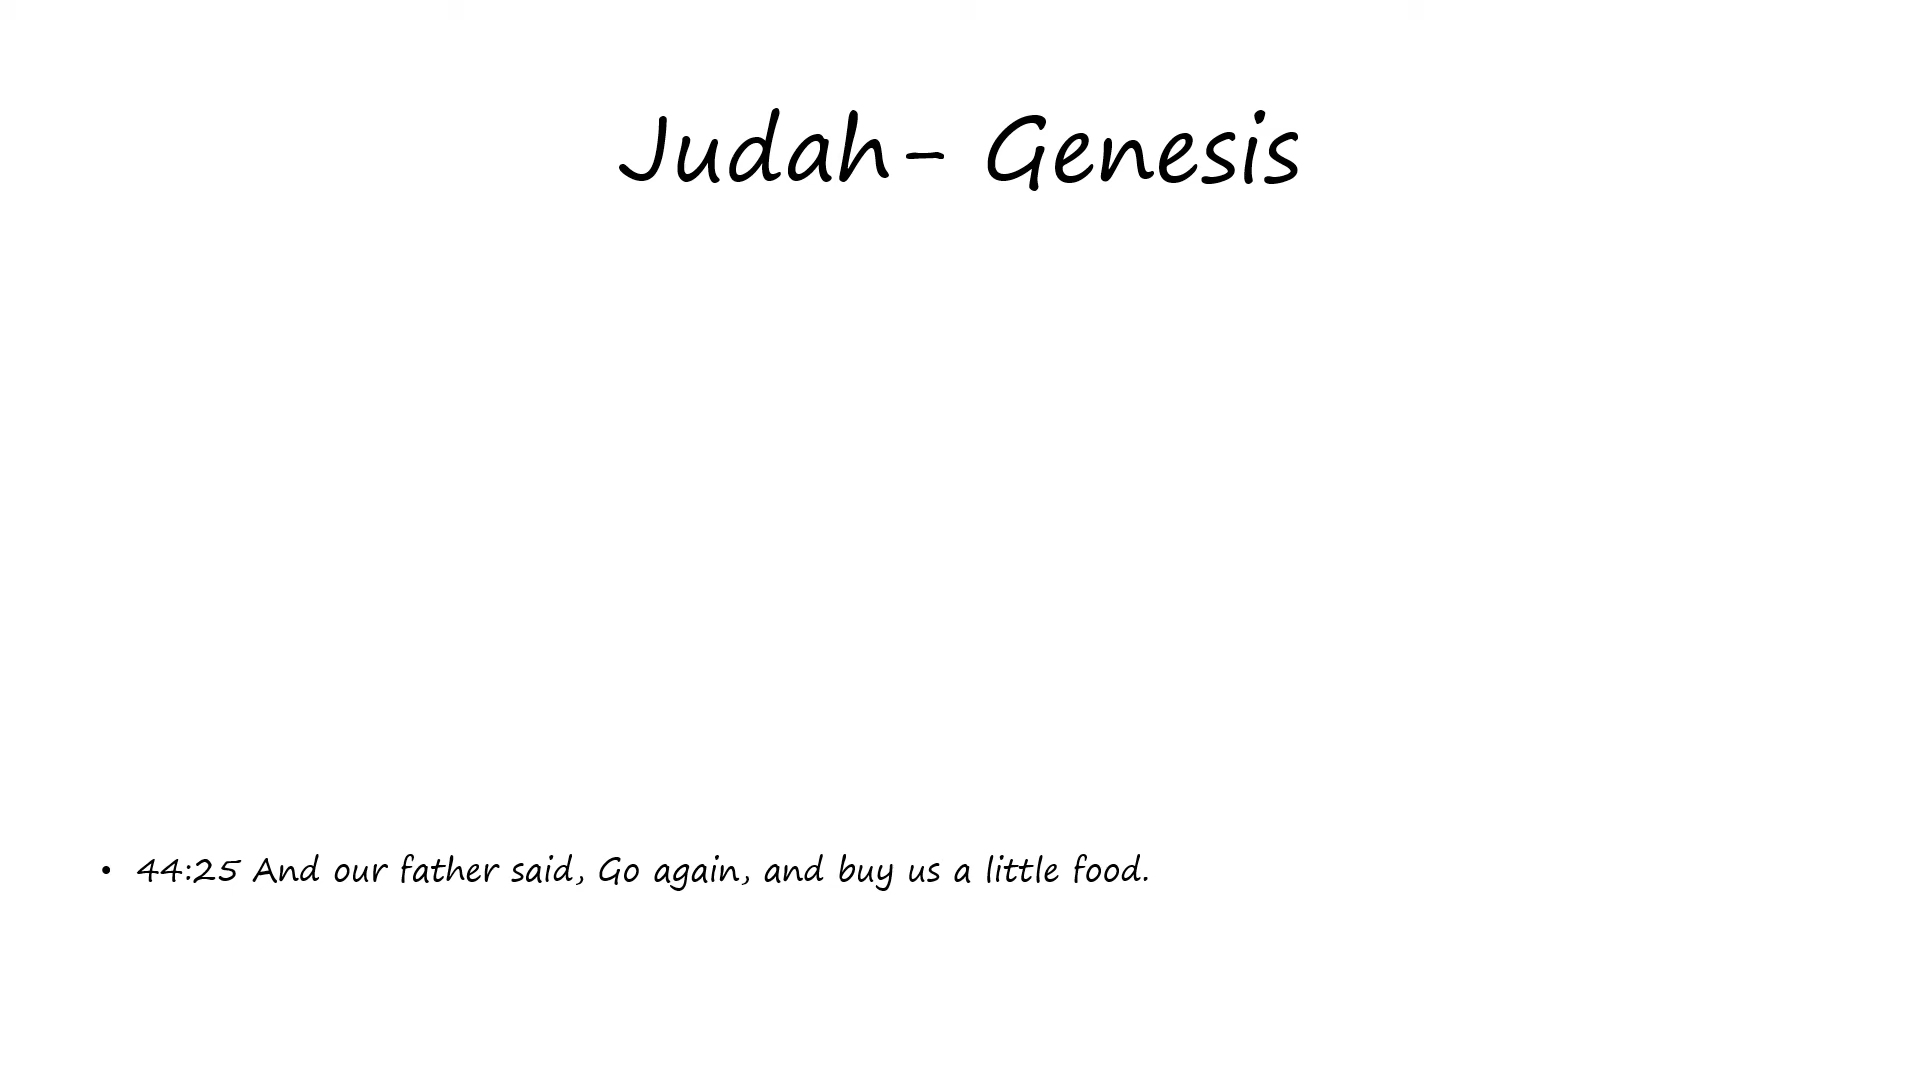 Judah- Genesis
• 44:25 And our father said, Go again, and buy us a little food.